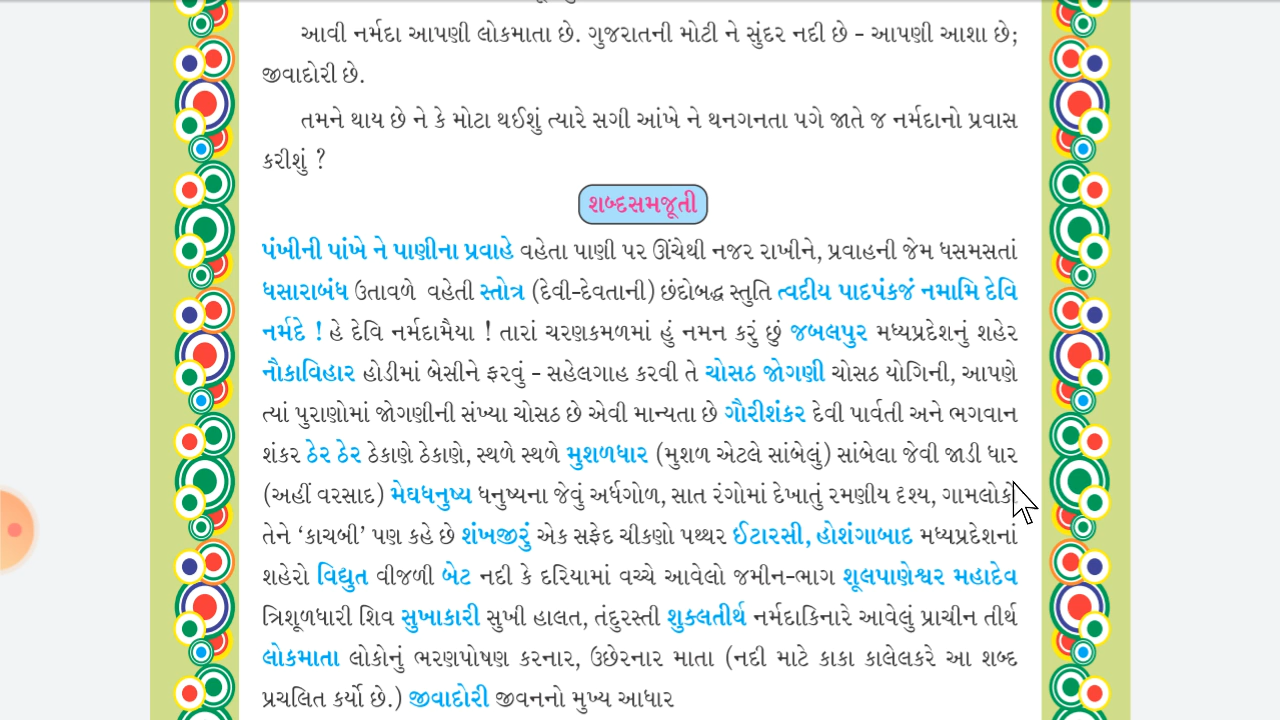 આવી નર્મદા આપણી લોકમાતા છે. ગુજરાતની મોટી ને સુંદર નદી છે - આપણી આશા છે;
જીવાદોરી છે.
તમને થાય છે ને કે મોટા થઈશું ત્યારે સગી આંખે ને થનગનતા પગે જાતે જ નર્મદાનો પ્રવાસ
કરીશું ?
શબ્દસમજૂતી
પંખીની પાંખે ને પાણીના પ્રવાહે વહેતા પાણી પર ઊંચેથી નજર રાખીને, પ્રવાહની જેમ ધસમસતાં
ધસારાબંધ ઉતાવળે વહેતી સ્તોત્ર (દેવી-દેવતાની) છંદોબદ્ધ સ્તુતિ ત્વદીય પાદપંકજં નમામિ દેવિ
નર્મદે ! હે દેવિ નર્મદામૈયા ! તારાં ચરણકમળમાં હું નમન કરું છું જબલપુર મધ્યપ્રદેશનું શહેર
નૌકાવિહાર હોડીમાં બેસીને ફરવું - સહેલગાહ કરવી તે ચોસઠ જોગણી ચોસઠ યોગિની, આપણે
ત્યાં પુરાણોમાં જોગણીની સંખ્યા ચોસઠ છે એવી માન્યતા છે ગૌરીશંકર દેવી પાર્વતી અને ભગવાન
શંકર ઠેર ઠેર ઠેકાણે ઠેકાણે, સ્થળે સ્થળે મુશળધાર (મુશળ એટલે સાંબેલું) સાંબેલા જેવી જાડી ધાર
(અહીં વરસાદ) મેઘધનુષ્ય ધનુષ્યના જેવું અર્ધગોળ, સાત રંગોમાં દેખાતું રમણીય દૃશ્ય, ગામલોકો
તેને ‘કાચબી’ પણ કહે છે શંખજીરું એક સફેદ ચીકણો પથ્થર ઈટારસી, હોશંગાબાદ મધ્યપ્રદેશનાં
શહેરો વિદ્યુત વીજળી બેટ નદી કે દરિયામાં વચ્ચે આવેલો જમીન-ભાગ શૂલપાણેશ્વર મહાદેવ
ત્રિશૂળધારી શિવ સુખાકારી સુખી હાલત, તંદુરસ્તી શુક્લતીર્થ નર્મદાકિનારે આવેલું પ્રાચીન તીર્થ
લોકમાતા લોકોનું ભરણપોષણ કરનાર, ઉછેરનાર માતા (નદી માટે કાકા કાલેલકરે આ શબ્દ
પ્રચલિત કર્યો છે.) જીવાદોરી જીવનનો મુખ્ય આધાર